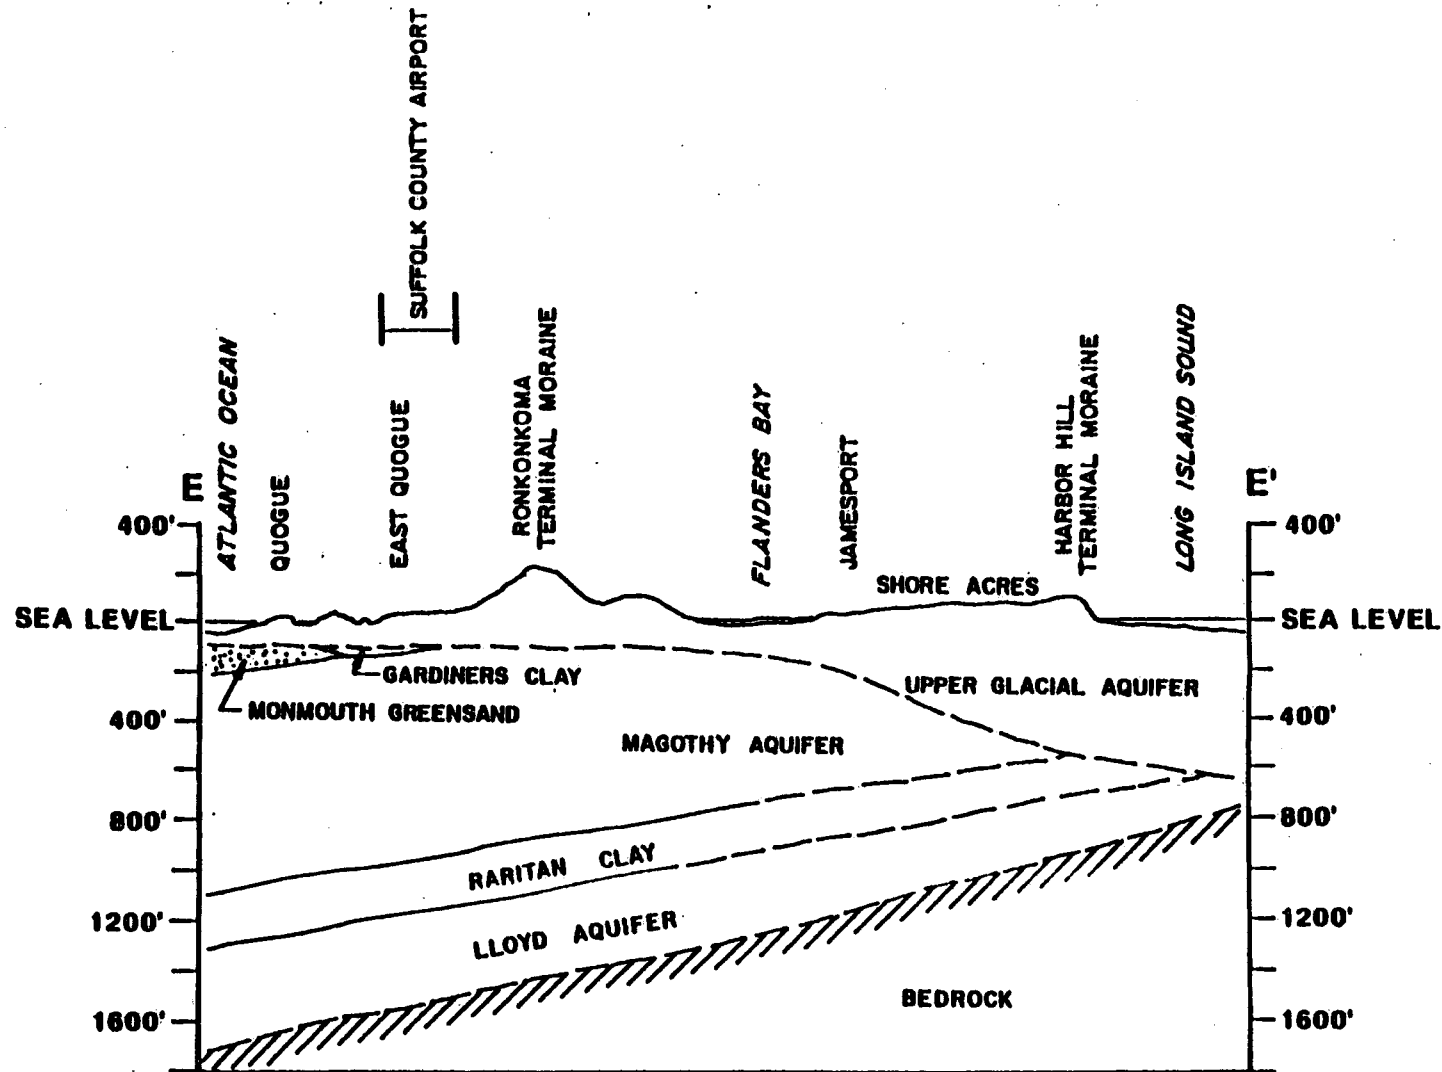 SUFFOLK COUNTY AIRPORT
ATLANTIC OCEAN
QUOGUE
EAST QUOGUE
RONKONKOMA
TERMINAL MORAINE
FLANDERS BAY
JAMESPORT
HARBOR HILL
TERMINAL MORAINE
LONG ISLAND SOUND
E
E'
400'
400'
SHORE ACRES
SEA LEVEL
SEA LEVEL
GARDINERS CLAY
UPPER GLACIAL AQUIFER
MONMOUTH GREENSAND
400'
400'
MAGOTHY AQUIFER
800'
800'
RARITAN CLAY
1200'
1200'
LLOYD AQUIFER
BEDROCK
1600'
1600'